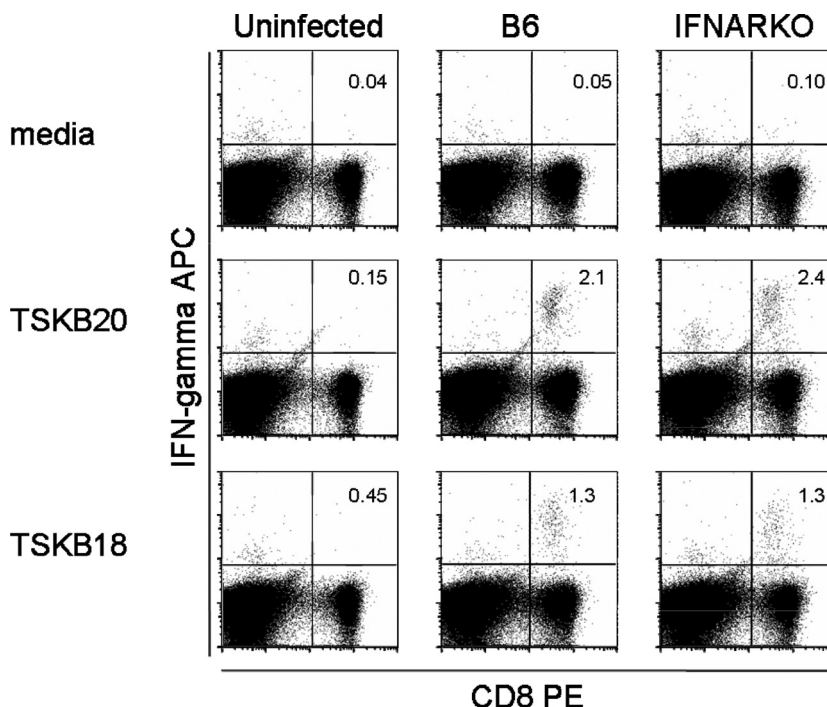 Uninfected B6 IFNARKO
media 0.04 0.05 0.10
TSKB20 0.15 2.1 2.4
TSKB18 0.45 1.3 1.3
IFN-gamma APC
CD8 PE